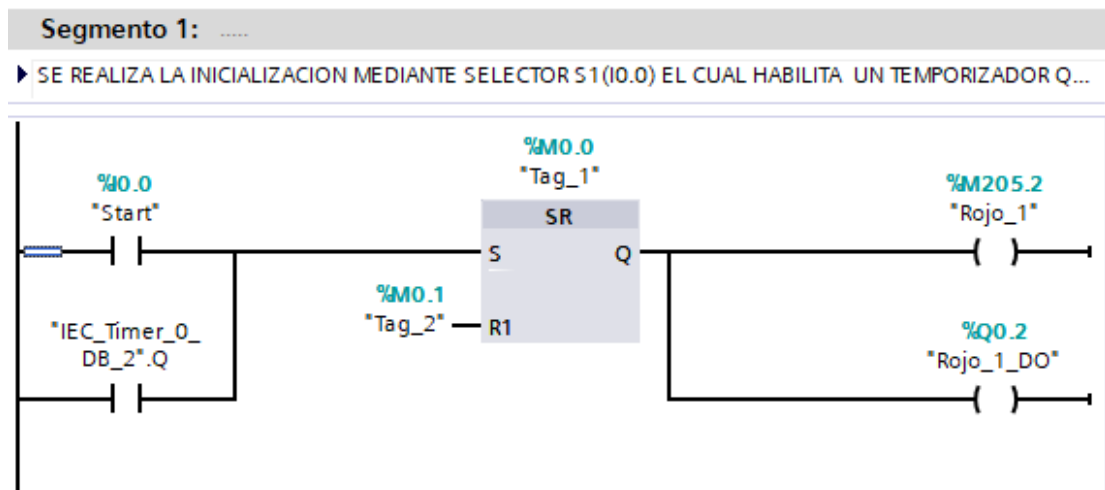 Segmento 1: .....
SE REALIZA LA INICIALIZACION MEDIANTE SELECTOR S1(I0.0) EL CUAL HABILITA UN TEMPORIZADOR Q...
%M0.0
"Tag_1"
%I0.0
"Start"
%M205.2
"Rojo_1"
SR
S
Q
%M0.1
"Tag_2"
R1
"IEC_Timer_0_
DB_2".Q
%Q0.2
"Rojo_1_DO"